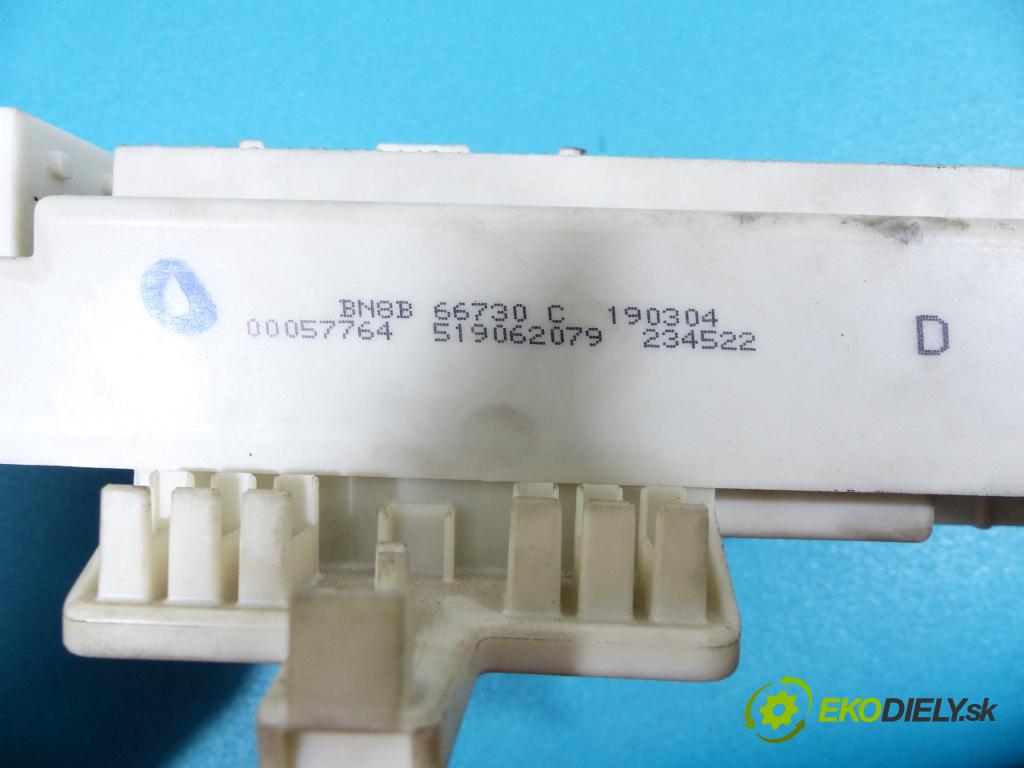 BN8B 66730 C 190304
00057764 519062079 234522
D
EKODIELY.sk